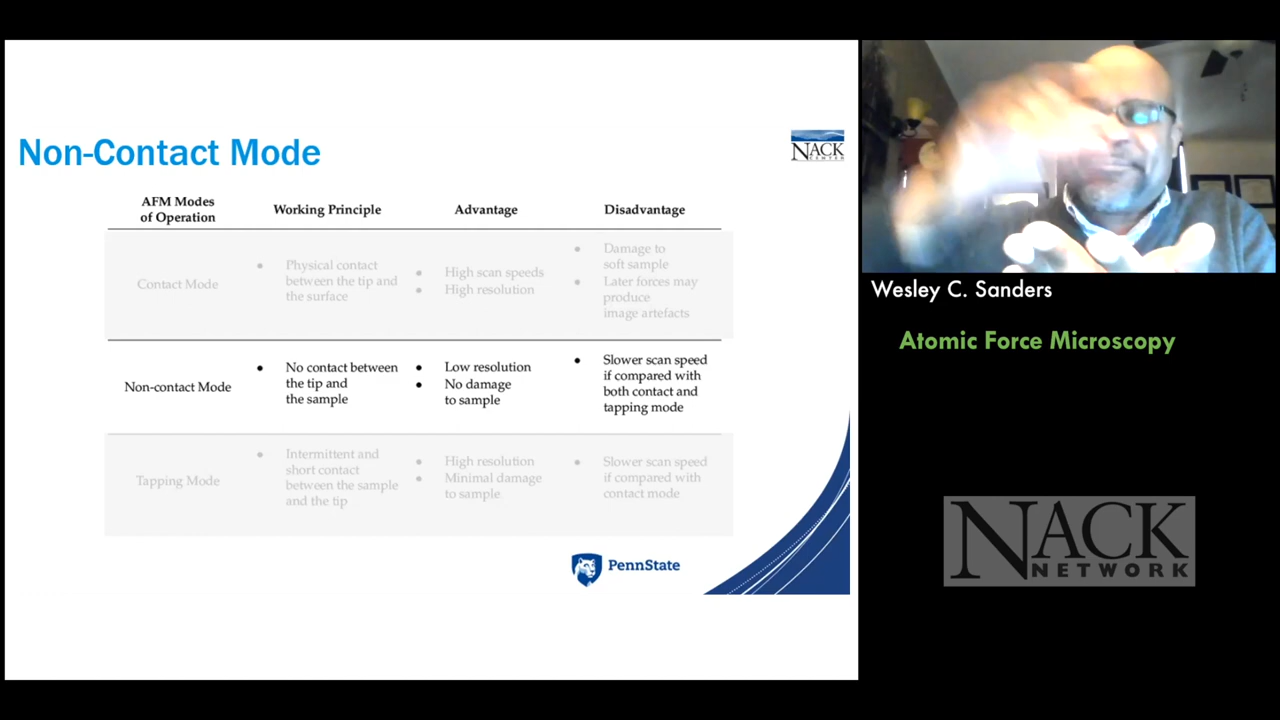 Non-Contact Mode
NACK
CENTER
AFM Modes
of Operation
Working Principle
Advantage
Disadvantage
Contact Mode
• Physical contact
between the tip and
the surface
• High scan speeds
• High resolution
• Damage to
soft sample
• Later forces may
produce
image artefacts
Non-contact Mode
• No contact between
the tip and
the sample
• Low resolution
• No damage
to sample
• Slower scan speed
if compared with
both contact and
tapping mode
Tapping Mode
• Intermittent and
short contact
between the sample
and the tip
• High resolution
• Minimal damage
to sample
• Slower scan speed
if compared with
contact mode
PennState
Wesley C. Sanders
Atomic Force Microscopy
NACK
NETWORK